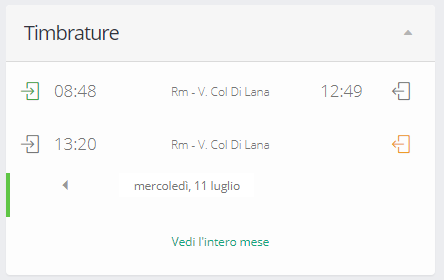 Timbrature
08:48 Rm - V. Col Di Lana 12:49
13:20 Rm - V. Col Di Lana
mercoledì, 11 luglio
Vedi l'intero mese